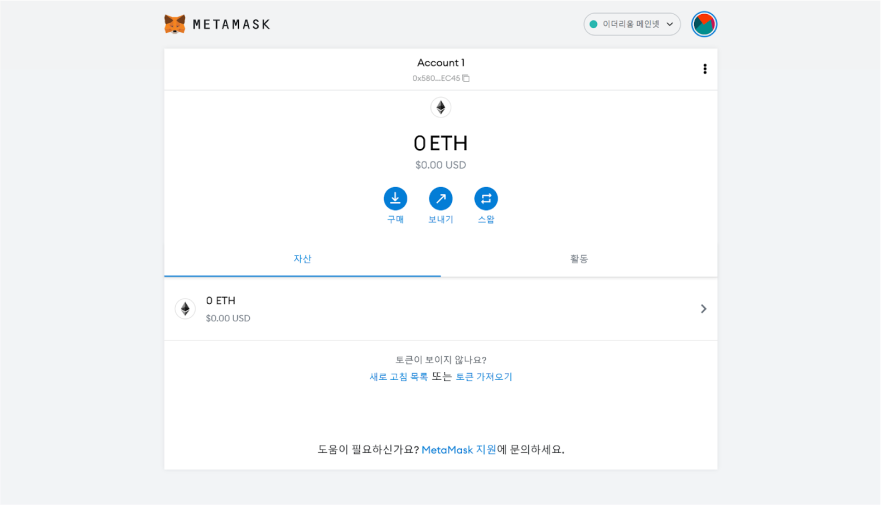 METAMASK
이더리움 메인넷
Account 1
0x580...EC45
0 ETH
$0.00 USD
구매
보내기
스왑
자산
활동
0 ETH
$0.00 USD
토큰이 보이지 않나요?
새로 고침 목록 또는 토큰 가져오기
도움이 필요하신가요? MetaMask 지원에 문의하세요.